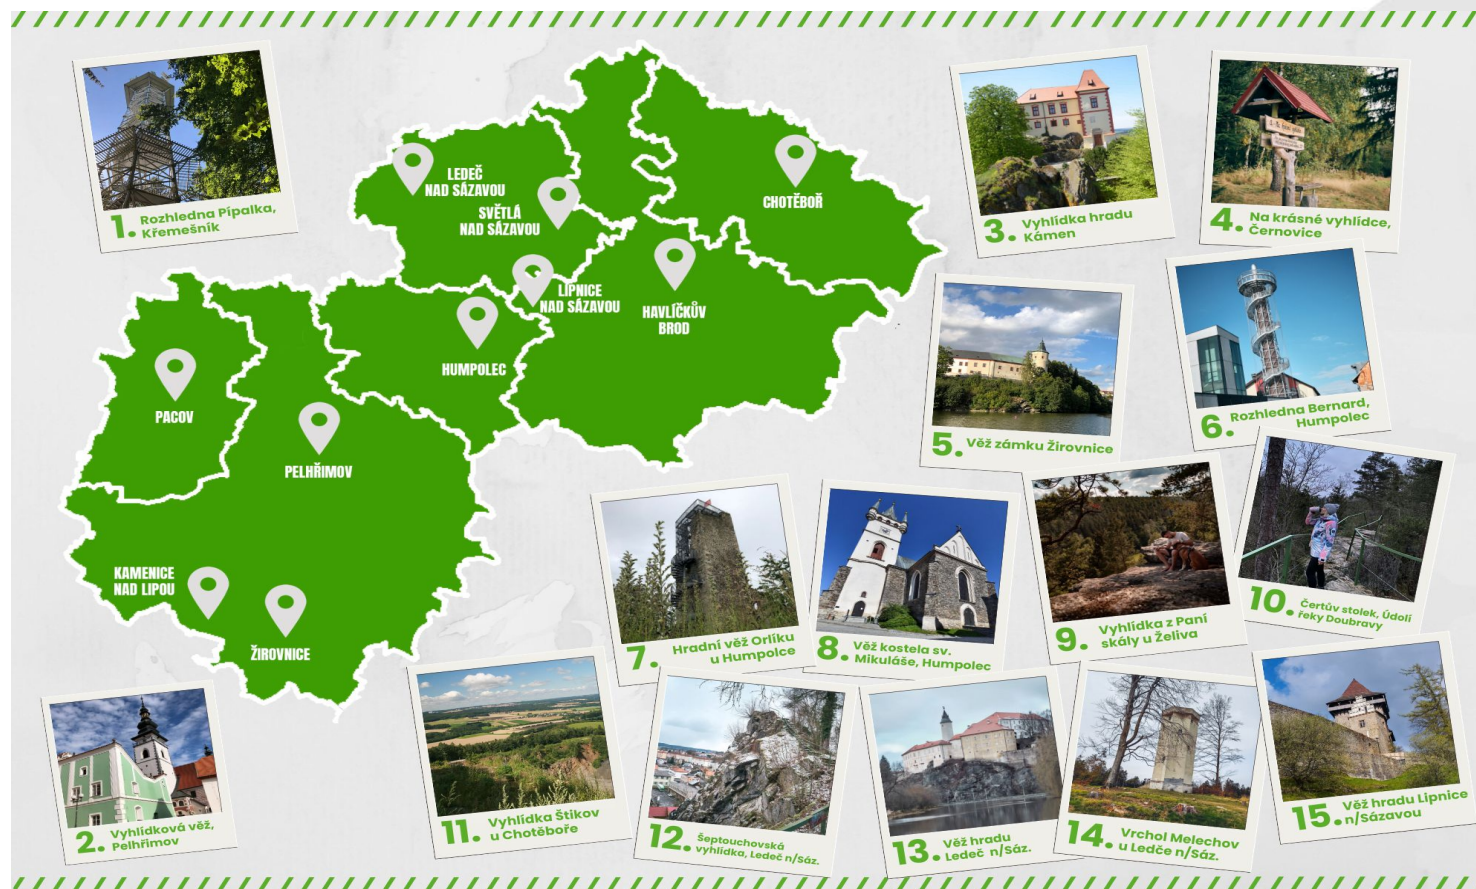 1. Rozhledna Pípalka,
Křemešník
LEDEČ
NAD SÁZAVOU
SVĚTLÁ
NAD SÁZAVOU
CHOTĚBOŘ
LIPNICE
NAD SÁZAVOU
HAVLÍČKŮV
BROD
HUMPOLEC
PACOV
PELHŘIMOV
KAMENICE
NAD LIPOU
ŽIROVNICE
2. Vyhlídková věž,
Pelhřimov
3. Vyhlídka hradu
Kámen
4. Na krásné vyhlídce,
Černovice
5. Věž zámku Žirovnice
6. Rozhledna Bernard,
Humpolec
7. Hradní věž Orlíku
u Humpolce
8. Věž kostela sv.
Mikuláše, Humpolec
9. Vyhlídka z Paní
skály u Želiva
10. Čertův stolek, Údolí
řeky Doubravy
11. Vyhlídka Štikov
u Chotěboře
12. Šeptouchovská
vyhlídka, Ledeč n/Sáz.
13. Věž hradu
Ledeč n/Sáz.
14. Vrchol Melechov
u Ledče n/Sáz.
15. Věž hradu Lipnice
n/Sázavou